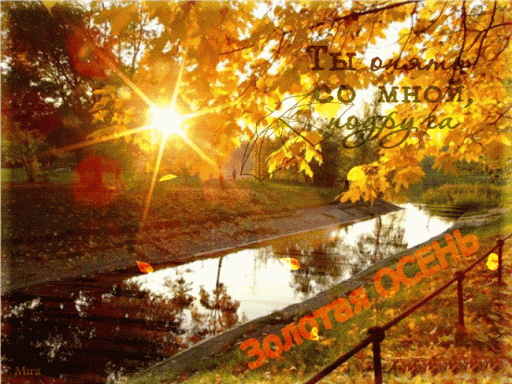 Ты опять
со мной,
подруга
Золотая ОСЕНЬ
Mira